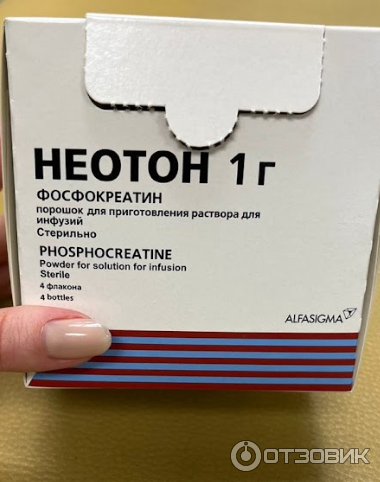 НЕОТОН 1 г
ФОСФОКРЕАТИН
порошок для приготовления раствора для
инфузий
Стерильно
PHOSPHOCREATINE
Powder for solution for infusion
Sterile
4 флакона
4 bottles
ALFASIGMA
ОТЗОВИК